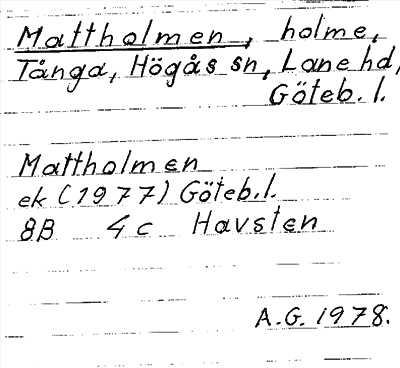 Mattholmen, holme,
Tånga, Högås sn, Lane hd,
Göteb. l.
Mattholmen
ek (1977) Göteb. l.
8B 4c Havsten
A.G. 1978.